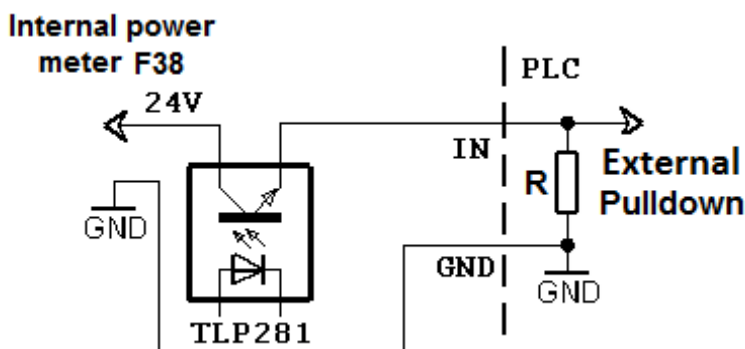 Internal power
meter F38
24V
PLC
IN
GND
R
External
Pulldown
GND
GND
TLP281